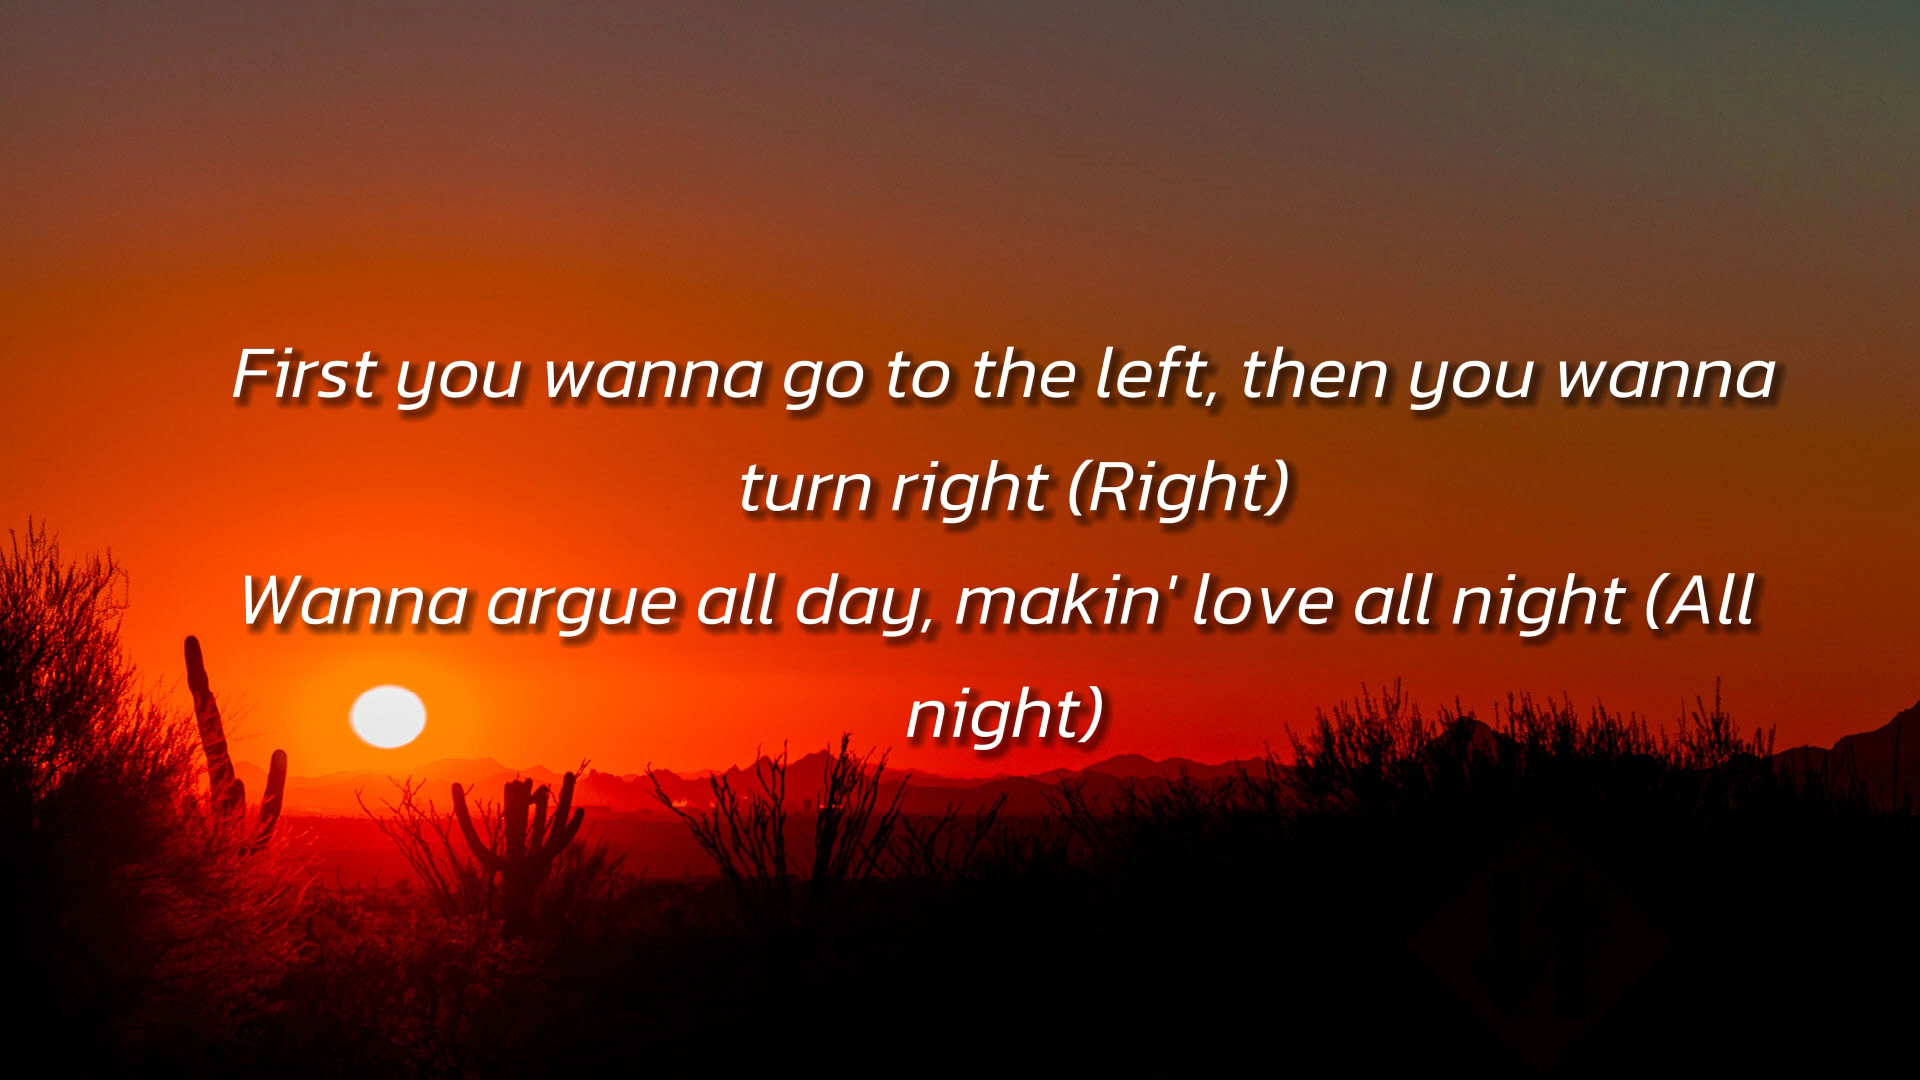 First you wanna go to the left, then you wanna
turn right (Right)
Wanna argue all day, makin' love all night (All
night)